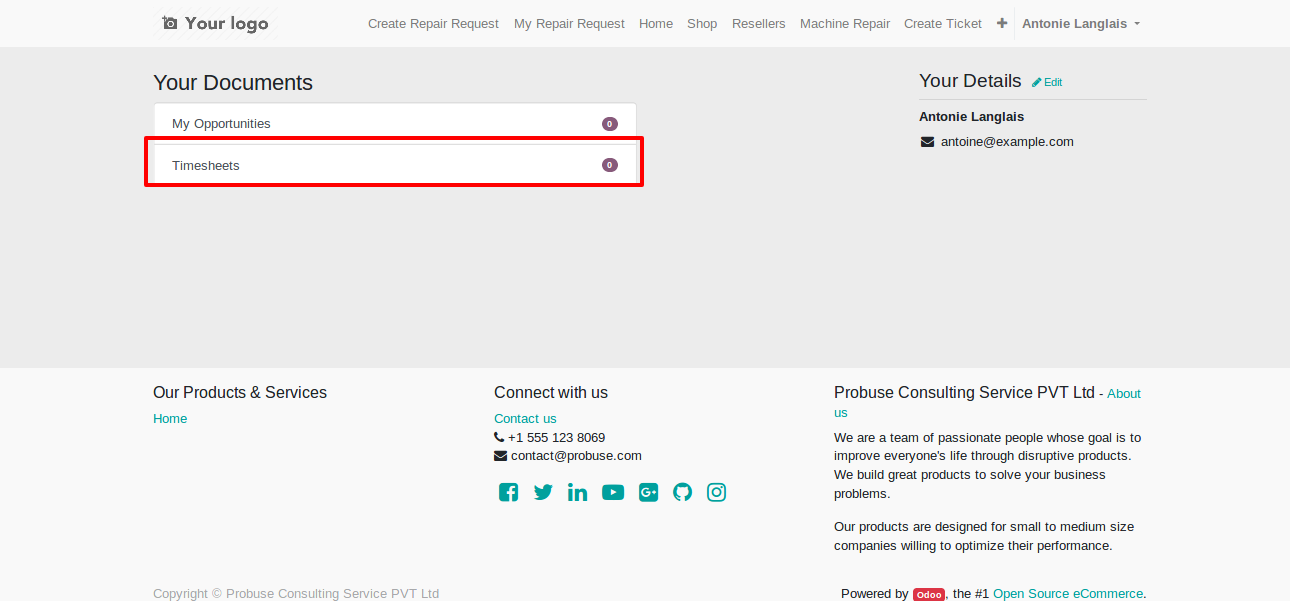 Your logo
Create Repair Request My Repair Request Home Shop Resellers Machine Repair Create Ticket Antonie Langlais
Your Documents
My Opportunities 0
Timesheets 0
Your Details Edit
Antonie Langlais
antoine@example.com
Our Products & Services
Home
Connect with us
Contact us
+1 555 123 8069
contact@probuse.com
Probuse Consulting Service PVT Ltd - About
us
We are a team of passionate people whose goal is to
improve everyone's life through disruptive products.
We build great products to solve your business
problems.
Our products are designed for small to medium size
companies willing to optimize their performance.
Copyright © Probuse Consulting Service PVT Ltd
Powered by Odoo, the #1 Open Source eCommerce.